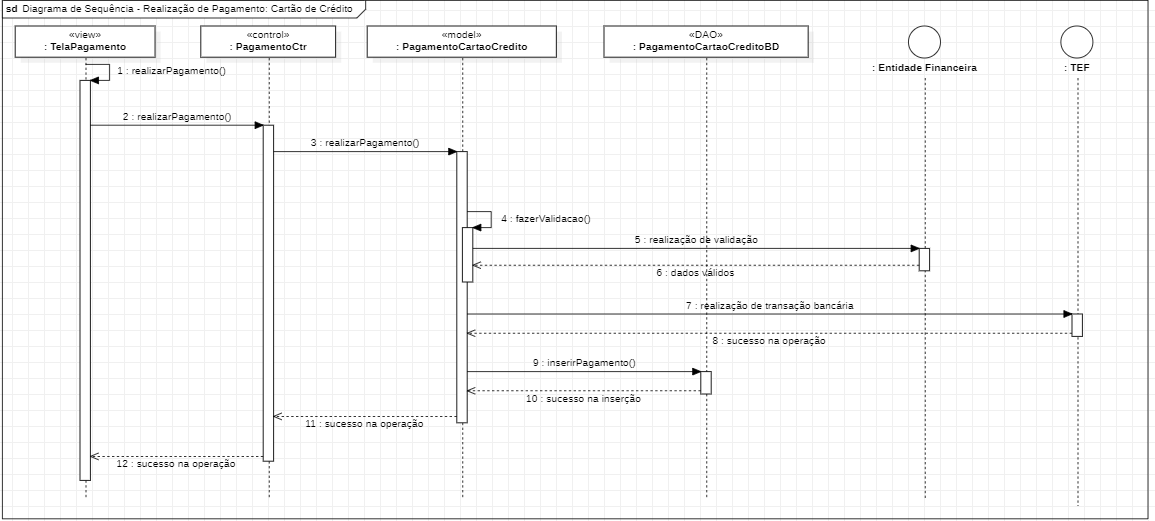 sd Diagrama de Sequência - Realização de Pagamento: Cartão de Crédito
«view»
: TelaPagamento
«control»
: PagamentoCtr
«model»
: PagamentoCartaoCredito
«DAO»
: PagamentoCartaoCreditoBD
: Entidade Financeira
: TEF
1 : realizarPagamento()
2 : realizarPagamento()
3 : realizarPagamento()
4 : fazerValidacao()
5 : realização de validação
6 : dados válidos
7 : realização de transação bancária
8 : sucesso na operação
9 : inserirPagamento()
10 : sucesso na inserção
11 : sucesso na operação
12 : sucesso na operação